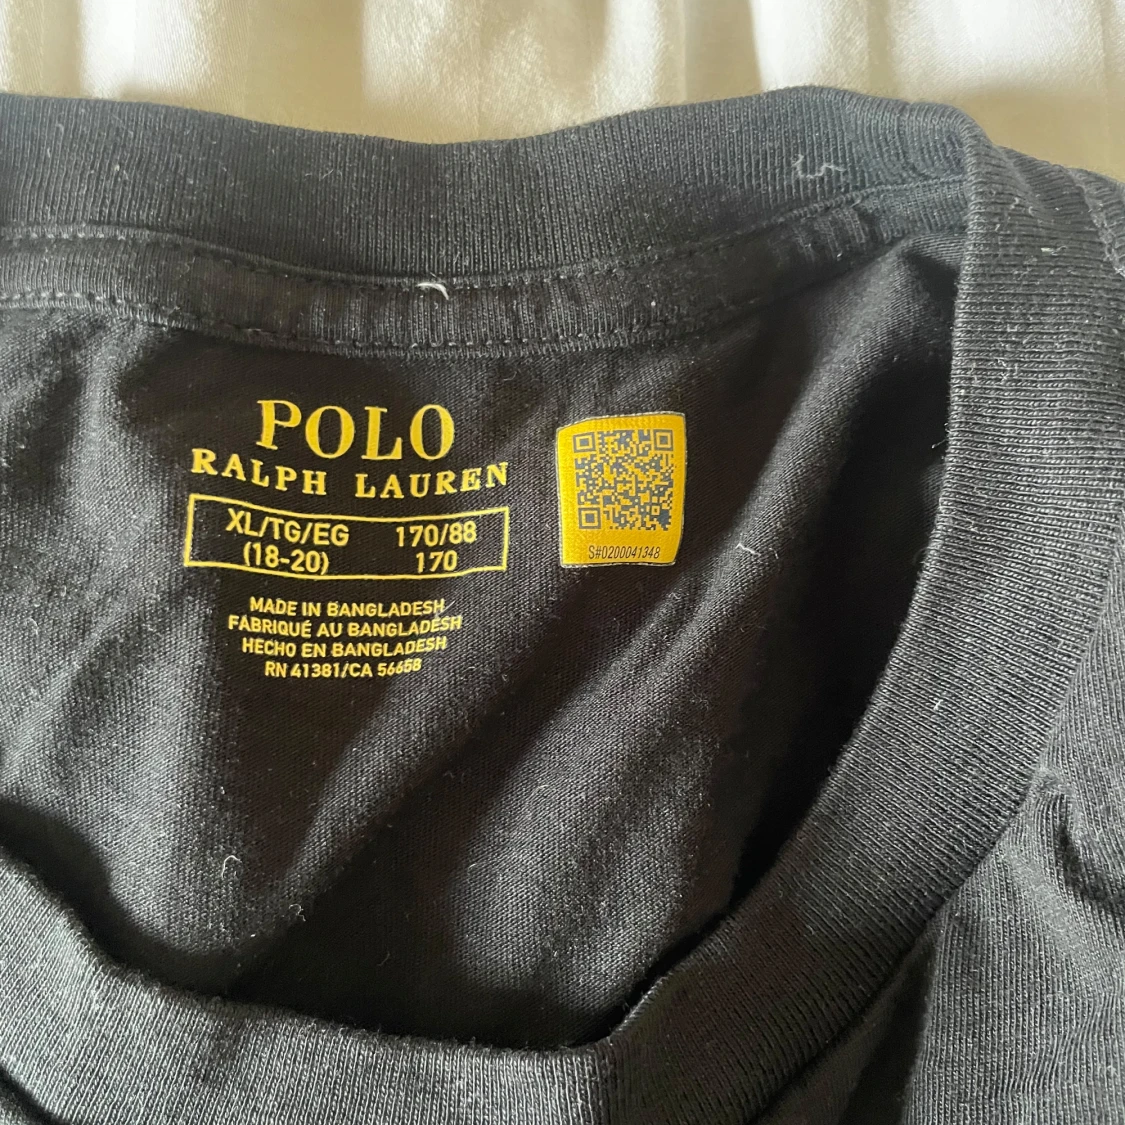 POLO
RALPH LAUREN
XL/TG/EG 170/88
(18-20) 170
MADE IN BANGLADESH
FABRIQUÉ AU BANGLADESH
HECHO EN BANGLADESH
RN 41381/CA 56658
S#0200041348